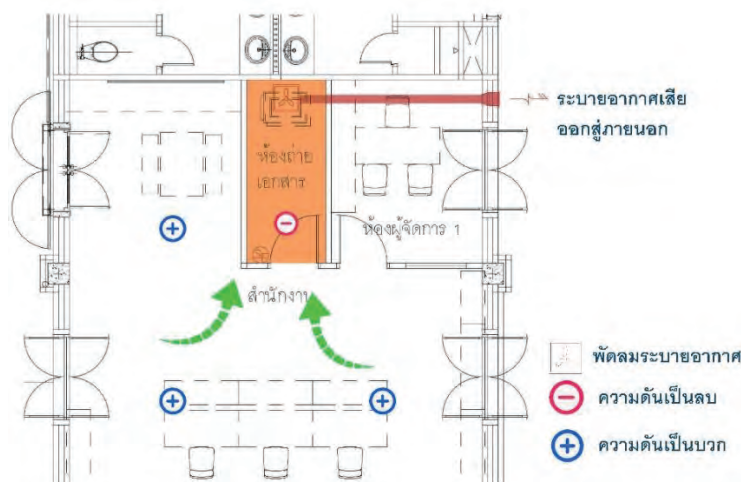 ระบายอากาศเสีย
ออกสู่ภายนอก
ห้องถ่าย
เอกสาร
ห้องผู้จัดการ 1
สำนักงาน
พัดลมระบายอากาศ
ความดันเป็นลบ
ความดันเป็นบวก